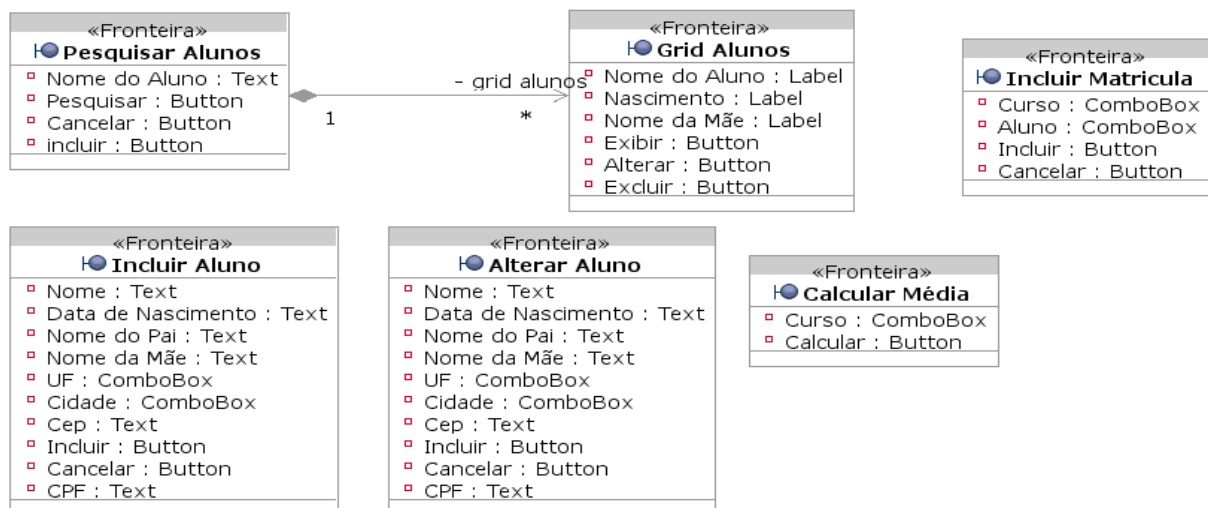 «Fronteira»
Pesquisar Alunos
Nome do Aluno : Text
Pesquisar : Button
Cancelar : Button
incluir : Button
1
- grid alunos
*
«Fronteira»
Grid Alunos
Nome do Aluno : Label
Nascimento : Label
Nome da Mãe : Label
Exibir : Button
Alterar : Button
Excluir : Button
«Fronteira»
Incluir Matricula
Curso : ComboBox
Aluno : ComboBox
Incluir : Button
Cancelar : Button
«Fronteira»
Incluir Aluno
Nome : Text
Data de Nascimento : Text
Nome do Pai : Text
Nome da Mãe : Text
UF : ComboBox
Cidade : ComboBox
Cep : Text
Incluir : Button
Cancelar : Button
CPF : Text
«Fronteira»
Alterar Aluno
Nome : Text
Data de Nascimento : Text
Nome do Pai : Text
Nome da Mãe : Text
UF : ComboBox
Cidade : ComboBox
Cep : Text
Incluir : Button
Cancelar : Button
CPF : Text
«Fronteira»
Calcular Média
Curso : ComboBox
Calcular : Button